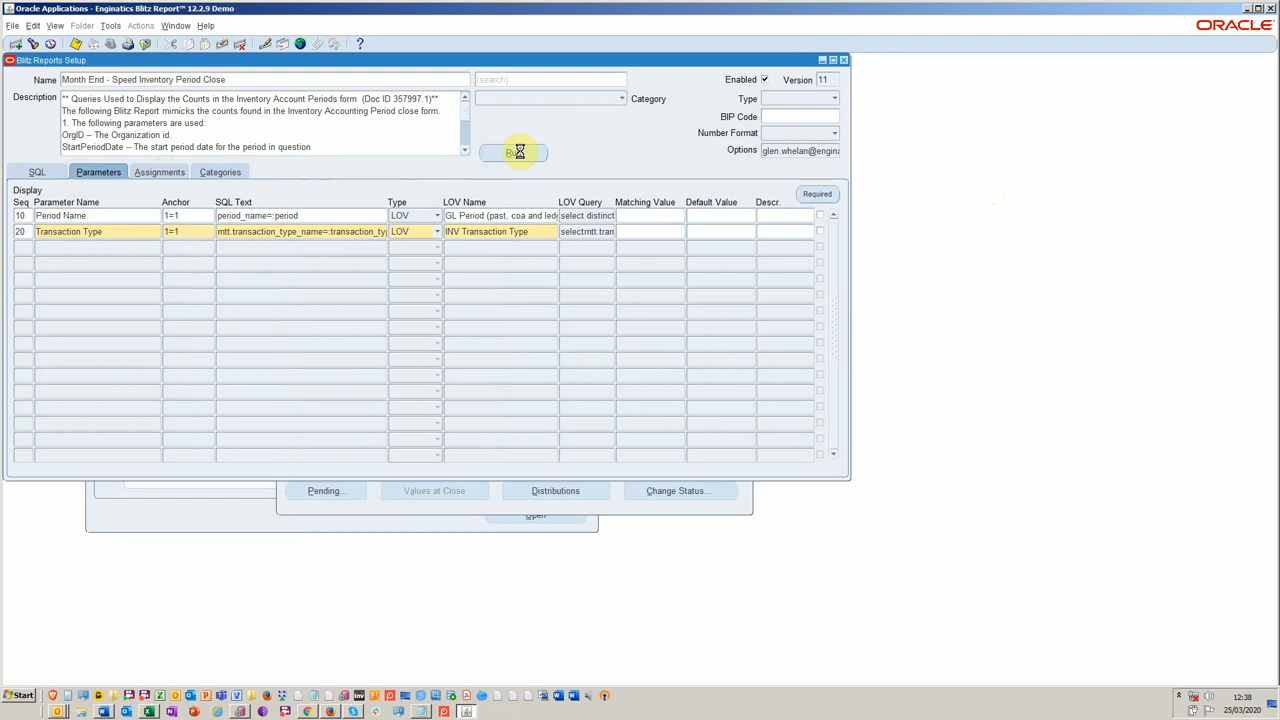 Oracle Applications - Enginatics Blitz Report™ 12.2.9 Demo
File Edit View Folder Tools Actions Window Help
ORACLE
Blitz Reports Setup
Name Month End - Speed Inventory Period Close (search) Enabled Version 11
Description ** Queries Used to Display the Counts in the Inventory Account Periods form (Doc ID 357997.1)** Category Type
The following Blitz Report mimicks the counts found in the Inventory Accounting Period close form.
BIP Code
1. The following parameters are used:
OrgID -- The Organization id.
Number Format
StartPeriodDate -- The start period date for the period in question.
Options glen.whelan@engina
SQL Parameters Assignments Categories
Display
Required
Seq Parameter Name Anchor SQL Text Type LOV Name LOV Query Matching Value Default Value Descr.
10 Period Name 1=1 period_name=:period LOV GL Period (past, coa and led select distinct
20 Transaction Type 1=1 mtt.transaction_type_name=:transaction_ty LOV INV Transaction Type selectmtt.tran
Pending... Values at Close Distributions Change Status...
Open
Start
12:38
25/03/2020